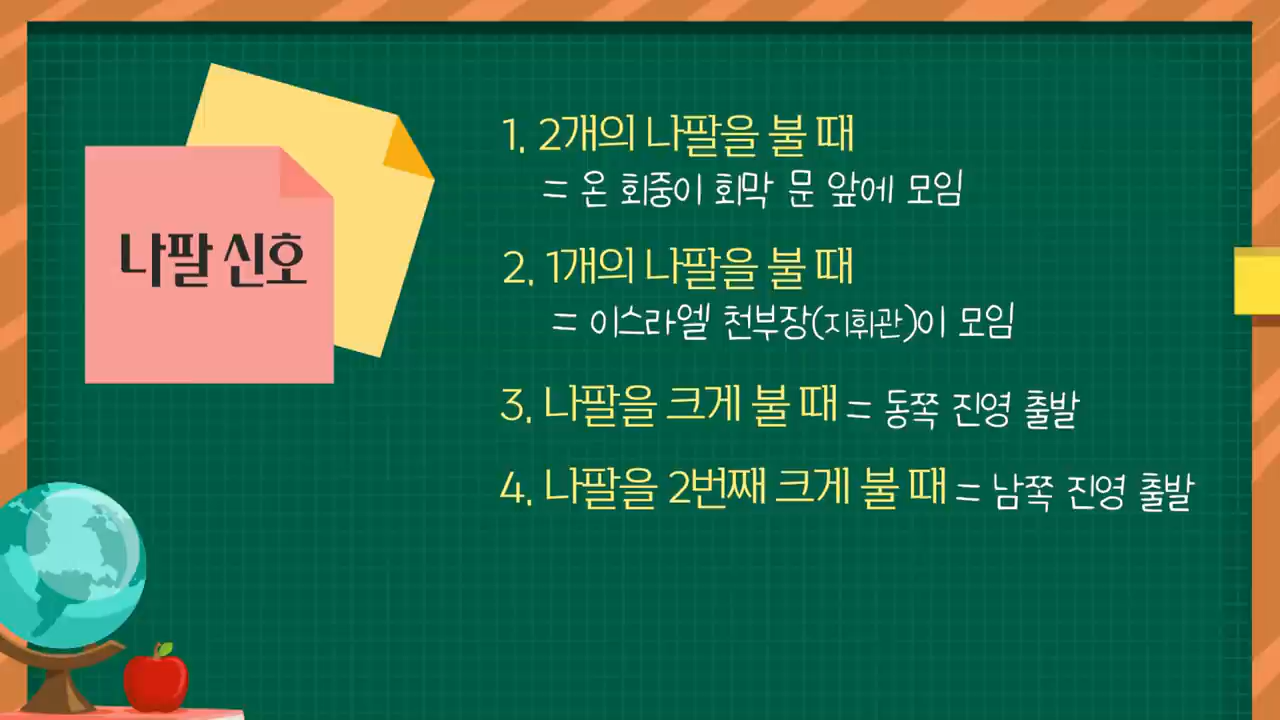 나팔 신호
1. 2개의 나팔을 불 때
= 온 회중이 회막 문 앞에 모임
2. 1개의 나팔을 불 때
= 이스라엘 천부장(지휘관)이 모임
3. 나팔을 크게 불 때 = 동쪽 진영 출발
4. 나팔을 2번째 크게 불 때 = 남쪽 진영 출발